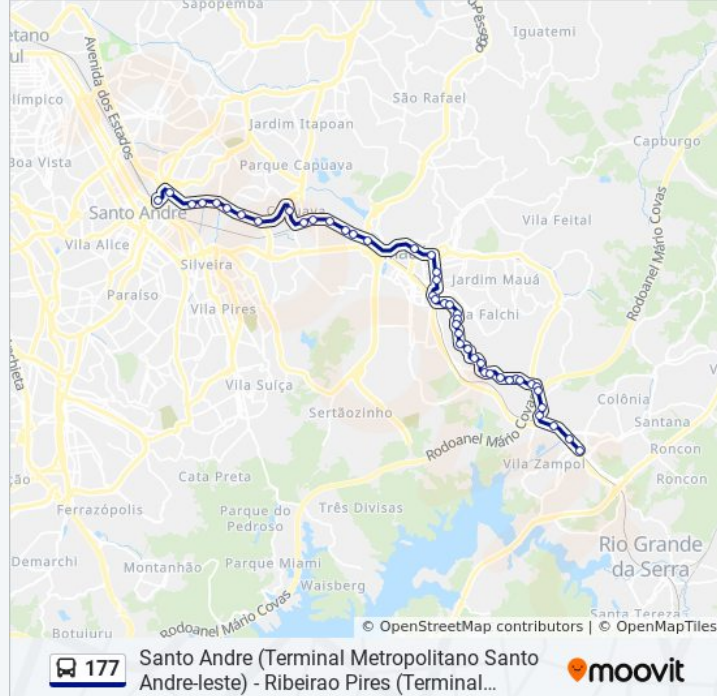 Sapopemba
Iguatemi
etano
ul
Avenida dos Estados
São Rafael
límpico
Jardim Itapoan
Capburgo
Boa Vista
Parque Capuava
Santo Andre
Vila Feital
Vila Alice
Silveira
Jardim Mauá
Rodoanel Mário Covas
Paraíso
Vila Pires
a Falchi
nchieta
Vila Suíça
Sertãozinho
Colônia
Santana
Rodoanel Mário Covas
Vila Zampol
Roncon
Roncon
ção
Cata Preta
Ferrazópolis
Parque do
Pedroso
Três Divisas
Demarchi
Montanhão
Parque Miami
Rio Grande
da Serra
Waisberg
Rodoanel Mário Covas
Santa Tereza
Botujuru
© OpenStreetMap contributors | © OpenMapTiles
177
Santo Andre (Terminal Metropolitano Santo
Andre-leste) - Ribeirao Pires (Terminal…
moovit